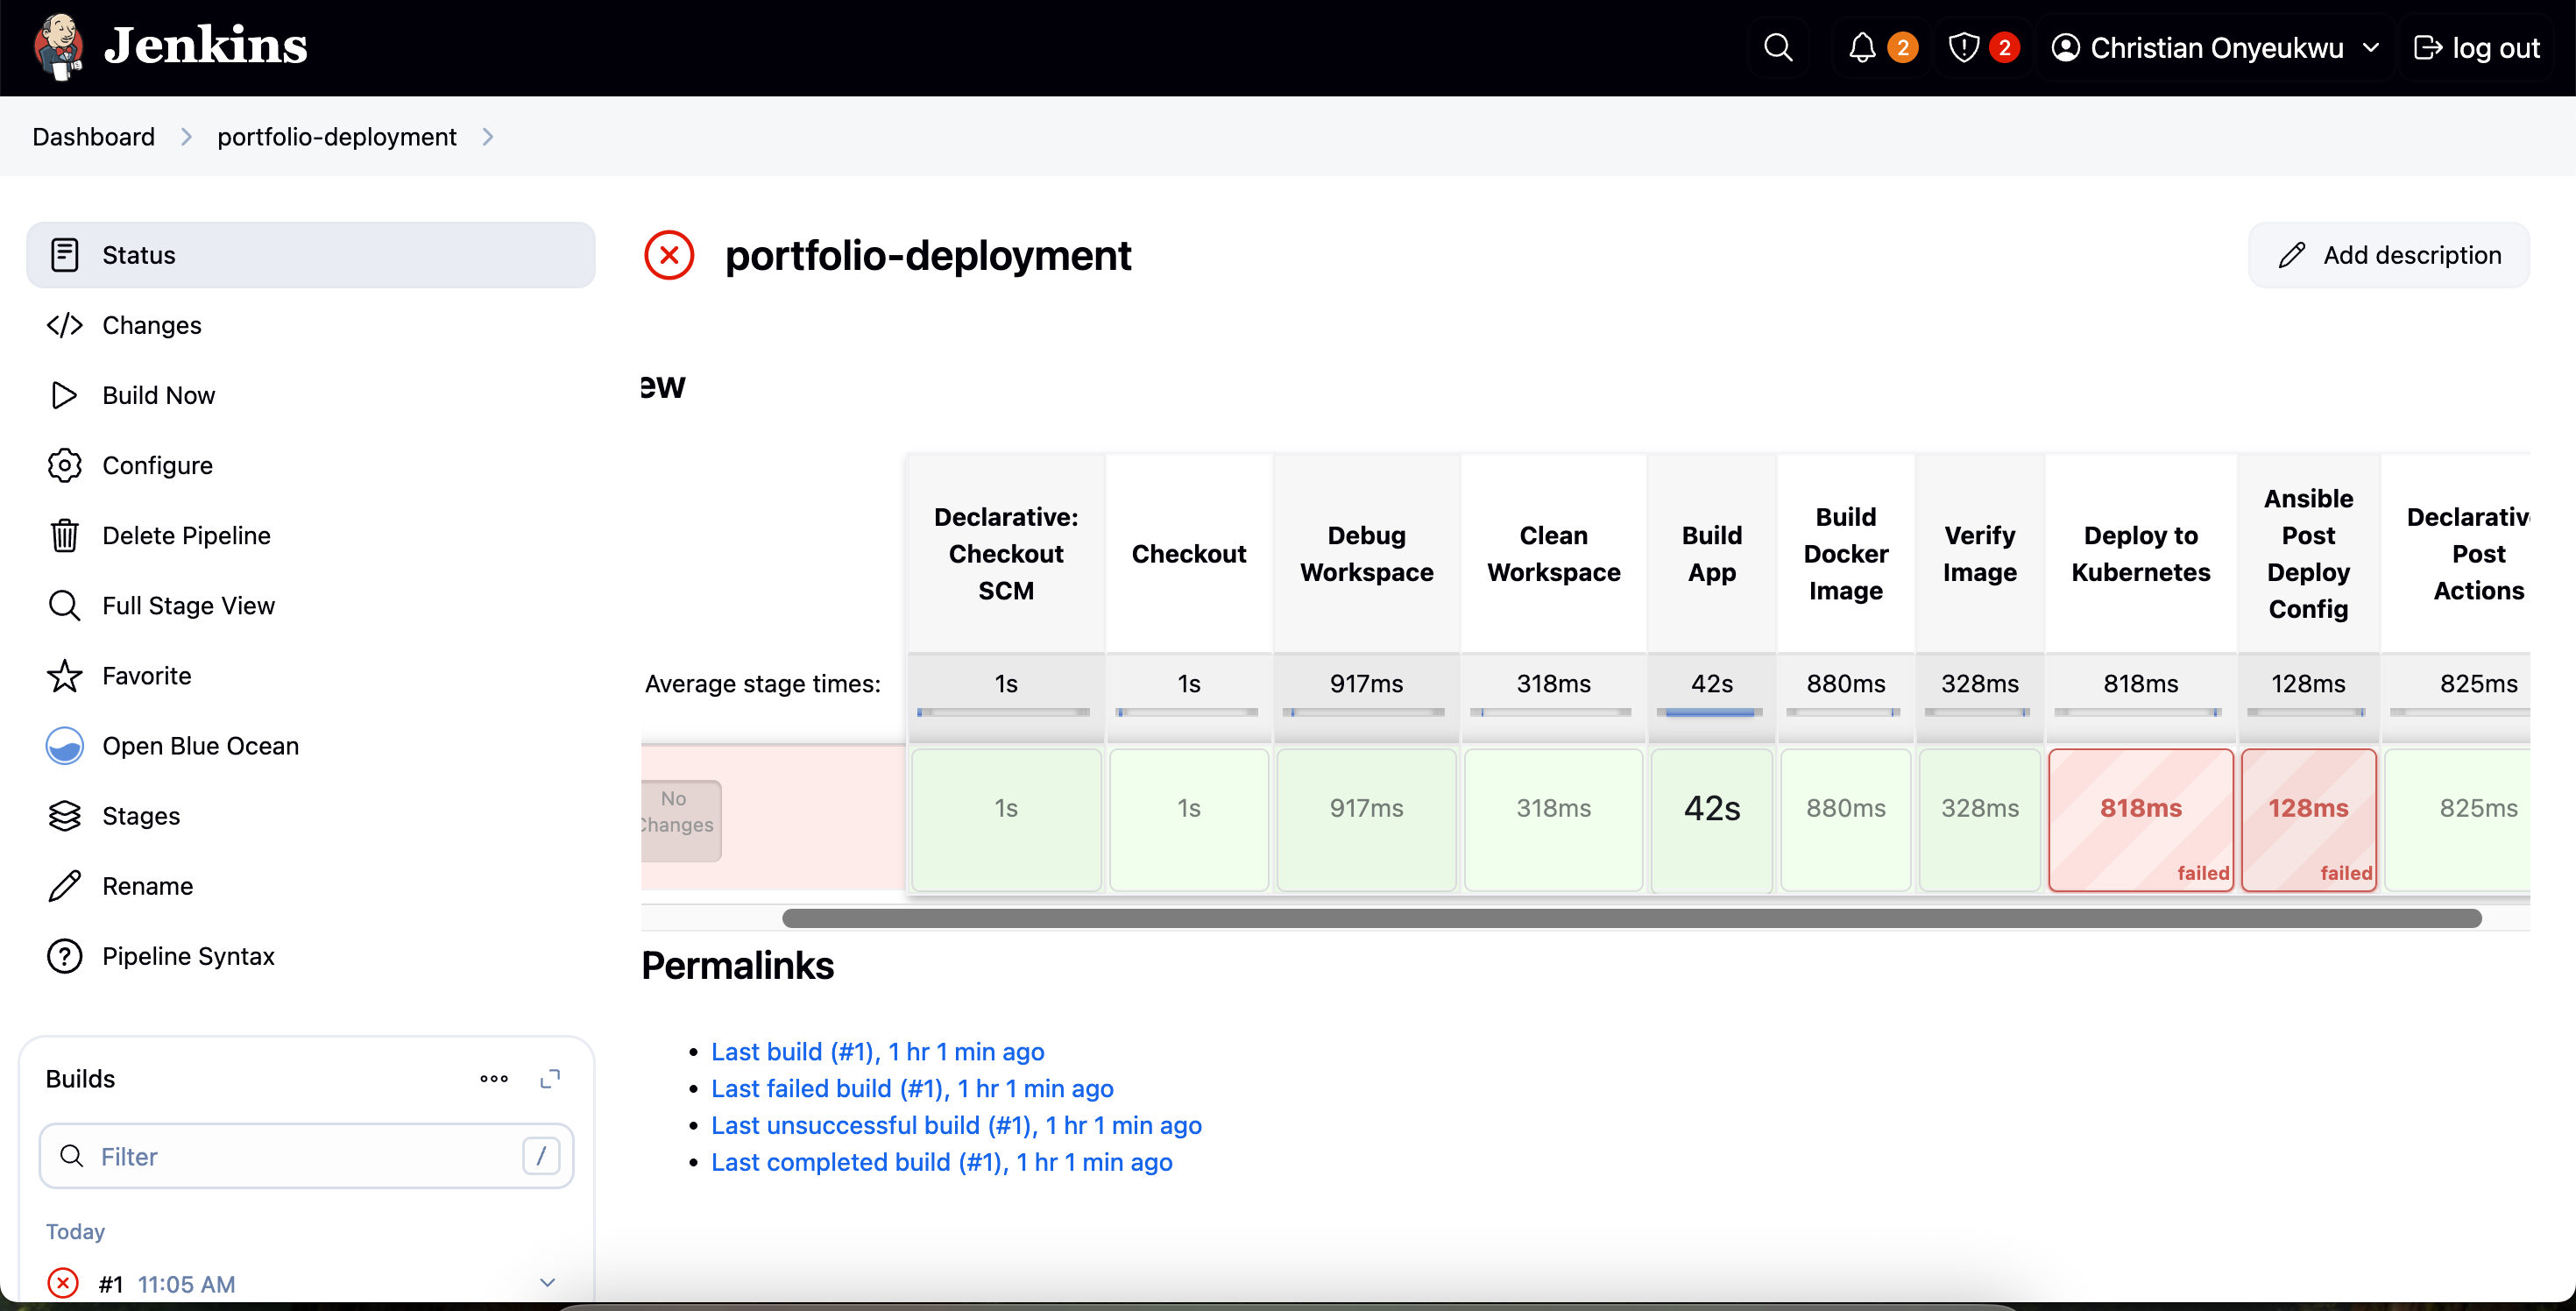 Jenkins
2
2
Christian Onyeukwu
log out
Dashboard
portfolio-deployment
Status
Changes
Build Now
Configure
Delete Pipeline
Full Stage View
Favorite
Open Blue Ocean
Stages
Rename
Pipeline Syntax
Builds
Filter
/
Today
#1 11:05 AM
portfolio-deployment
Add description
ew
Declarative:
Checkout
SCM
Checkout
Debug
Workspace
Clean
Workspace
Build
App
Build
Docker
Image
Verify
Image
Deploy to
Kubernetes
Ansible
Post
Deploy
Config
Declarative
Post
Actions
Average stage times:
1s
1s
917ms
318ms
42s
880ms
328ms
818ms
128ms
825ms
No
Changes
1s
1s
917ms
318ms
42s
880ms
328ms
818ms
failed
128ms
failed
825ms
Permalinks
Last build (#1), 1 hr 1 min ago
Last failed build (#1), 1 hr 1 min ago
Last unsuccessful build (#1), 1 hr 1 min ago
Last completed build (#1), 1 hr 1 min ago